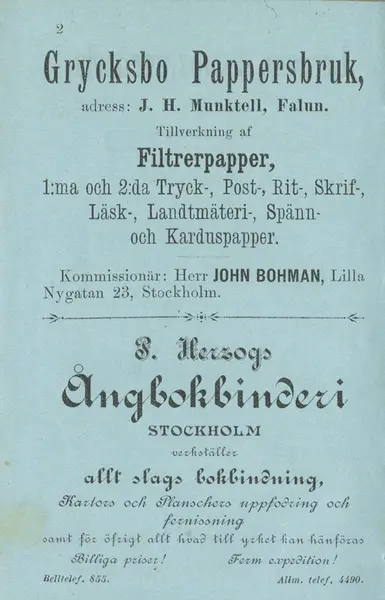 2
Grycksbo Pappersbruk,
adress: J. H. Munktell, Falun.
Tillverkning af
Filtrerpapper,
1:ma och 2:da Tryck-, Post-, Rit-, Skrif-,
Läsk-, Landtmäteri-, Spänn-
och Karduspapper.
Kommissionär: Herr JOHN BOHMAN, Lilla
Nygatan 23, Stockholm.
P. Herzogs
Ångbokbinderi
STOCKHOLM
verkställer
allt slags bokbindning,
Kartors och Planschers uppfodring och
fernissning
samt för öfrigt allt hvad till yrket kan hänföras
Billiga priser! Ferm expedition!
Belltelef. 855. Allm. telef. 4490.